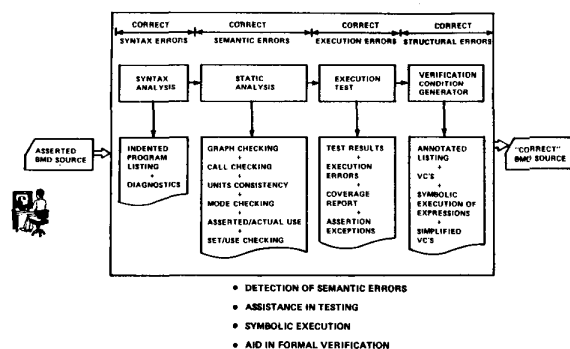 CORRECT CORRECT CORRECT CORRECT
SYNTAX ERRORS SEMANTIC ERRORS EXECUTION ERRORS STRUCTURAL ERRORS
SYNTAX
ANALYSIS
STATIC
ANALYSIS
EXECUTION
TEST
VERIFICATION
CONDITION
GENERATOR
ASSERTED
BMD SOURCE
INDENTED
PROGRAM
LISTING
+
DIAGNOSTICS
GRAPH CHECKING
+
CALL CHECKING
+
UNITS CONSISTENCY
+
MODE CHECKING
+
ASSERTED/ACTUAL USE
+
SET/USE CHECKING
TEST RESULTS
+
EXECUTION
ERRORS
+
COVERAGE
REPORT
+
ASSERTION
EXCEPTIONS
ANNOTATED
LISTING
+
VC'S
+
SYMBOLIC
EXECUTION OF
EXPRESSIONS
+
SIMPLIFIED
VC'S
"CORRECT"
BMD SOURCE
• DETECTION OF SEMANTIC ERRORS
• ASSISTANCE IN TESTING
• SYMBOLIC EXECUTION
• AID IN FORMAL VERIFICATION